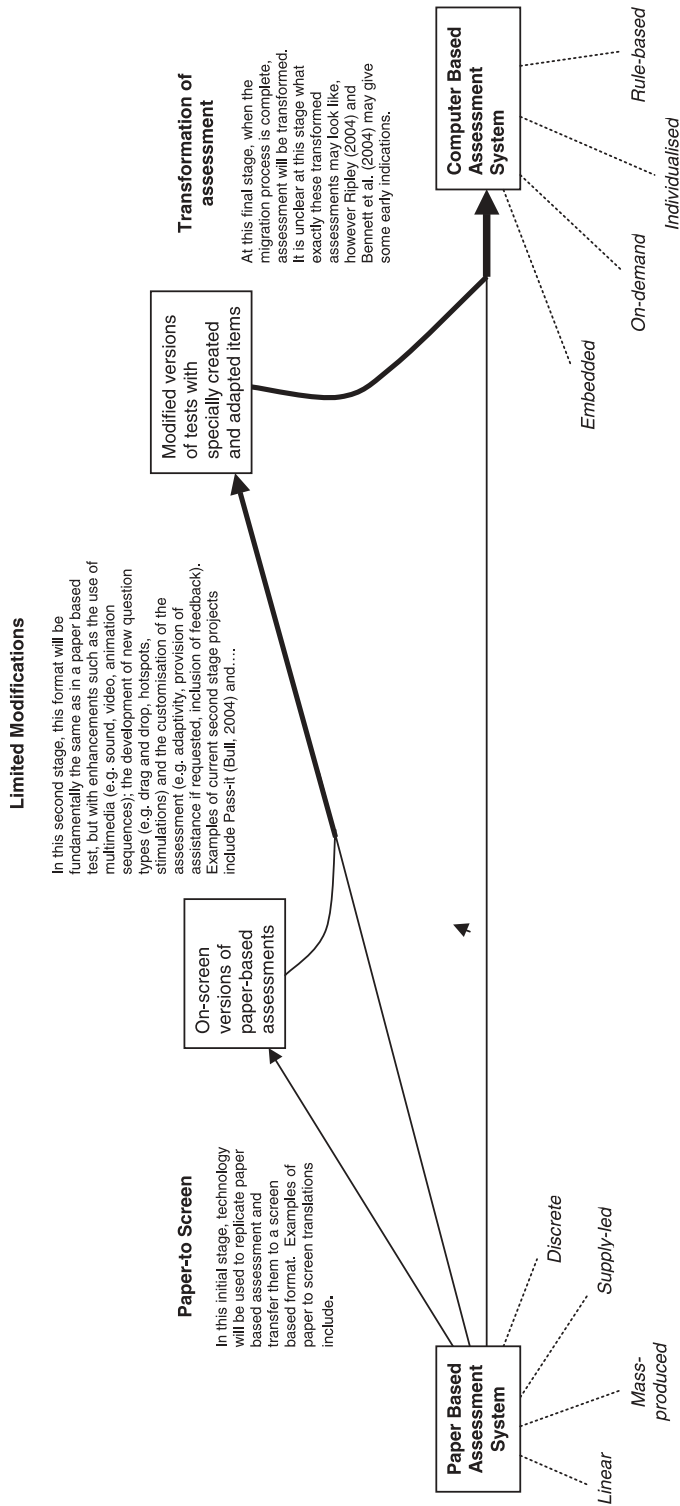 Limited Modifications
In this second stage, this format will be
fundamentally the same as in a paper based
test, but with enhancements such as the use of
multimedia (e.g. sound, video, animation
sequences); the development of new question
types (e.g. drag and drop, hotspots,
stimulations) and the customisation of the
assessment (e.g. adaptivity, provision of
assistance if requested, inclusion of feedback).
Examples of current second stage projects
include Pass-it (Bull, 2004) and….
Paper-to Screen
In this initial stage, technology
will be used to replicate paper
based assessment and
transfer them to a screen
based format. Examples of
paper to screen translations
include.
On-screen
versions of
paper-based
assessments
Modified versions
of tests with
specially created
and adapted items
Transformation of
assessment
At this final stage, when the
migration process is complete,
assessment will be transformed.
It is unclear at this stage what
exactly these transformed
assessments may look like,
however Ripley (2004) and
Bennett et al. (2004) may give
some early indications.
Paper Based
Assessment
System
Linear
Mass-
produced
Supply-led
Discrete
Computer Based
Assessment
System
Embedded
On-demand
Individualised
Rule-based